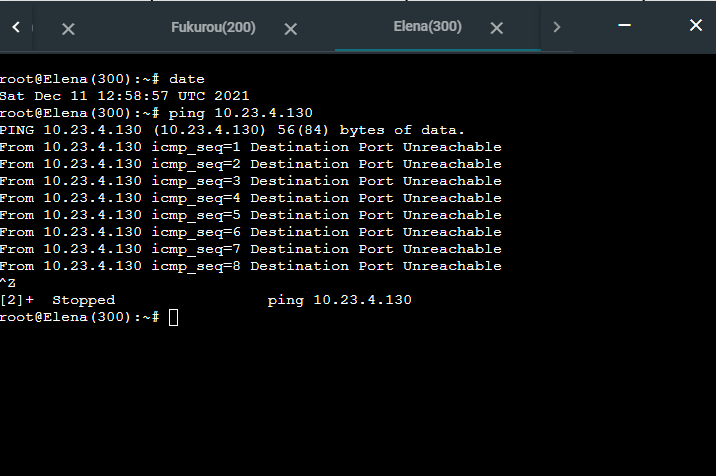 Fukurou(200)
Elena(300)
root@Elena(300):~# date
Sat Dec 11 12:58:57 UTC 2021
root@Elena(300):~# ping 10.23.4.130
PING 10.23.4.130 (10.23.4.130) 56(84) bytes of data.
From 10.23.4.130 icmp_seq=1 Destination Port Unreachable
From 10.23.4.130 icmp_seq=2 Destination Port Unreachable
From 10.23.4.130 icmp_seq=3 Destination Port Unreachable
From 10.23.4.130 icmp_seq=4 Destination Port Unreachable
From 10.23.4.130 icmp_seq=5 Destination Port Unreachable
From 10.23.4.130 icmp_seq=6 Destination Port Unreachable
From 10.23.4.130 icmp_seq=7 Destination Port Unreachable
From 10.23.4.130 icmp_seq=8 Destination Port Unreachable
^Z
[2]+  Stopped                 ping 10.23.4.130
root@Elena(300):~#